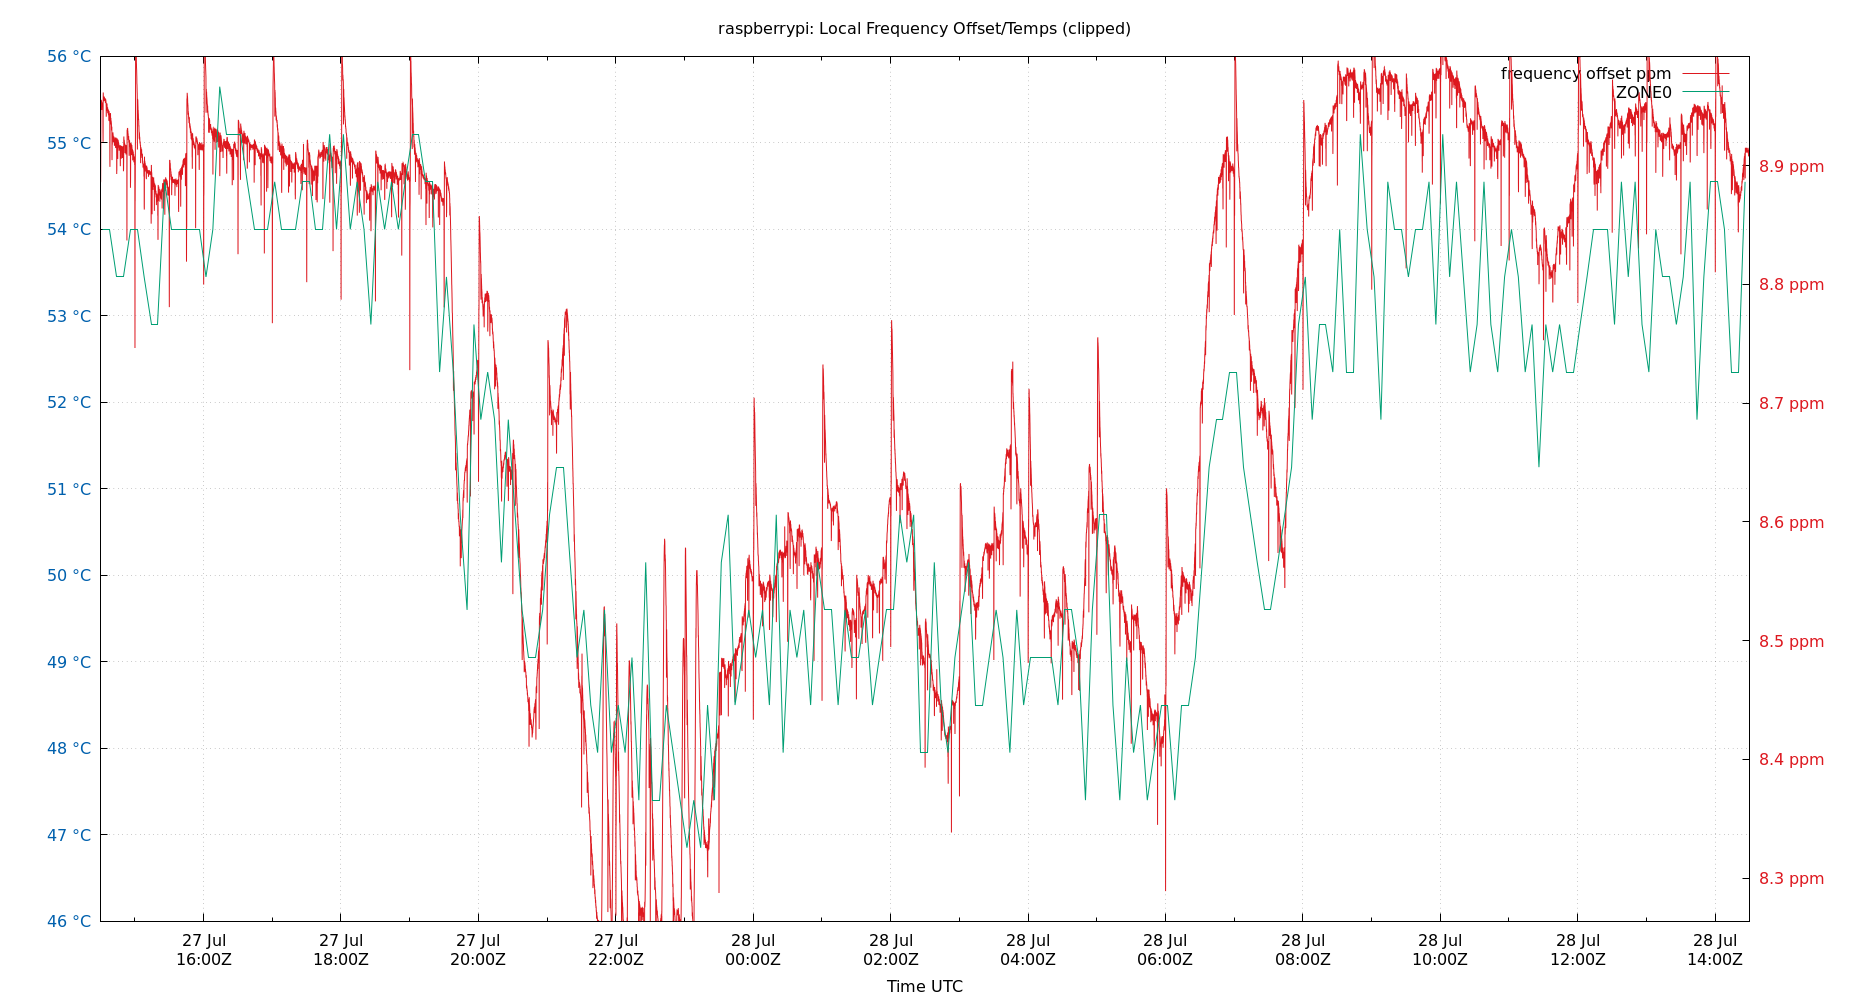 raspberrypi: Local Frequency Offset/Temps (clipped)
56 °C
55 °C
54 °C
53 °C
52 °C
51 °C
50 °C
49 °C
48 °C
47 °C
46 °C
frequency offset ppm
ZONE0
8.9 ppm
8.8 ppm
8.7 ppm
8.6 ppm
8.5 ppm
8.4 ppm
8.3 ppm
27 Jul
16:00Z
27 Jul
18:00Z
27 Jul
20:00Z
27 Jul
22:00Z
28 Jul
00:00Z
28 Jul
02:00Z
28 Jul
04:00Z
28 Jul
06:00Z
28 Jul
08:00Z
28 Jul
10:00Z
28 Jul
12:00Z
28 Jul
14:00Z
Time UTC